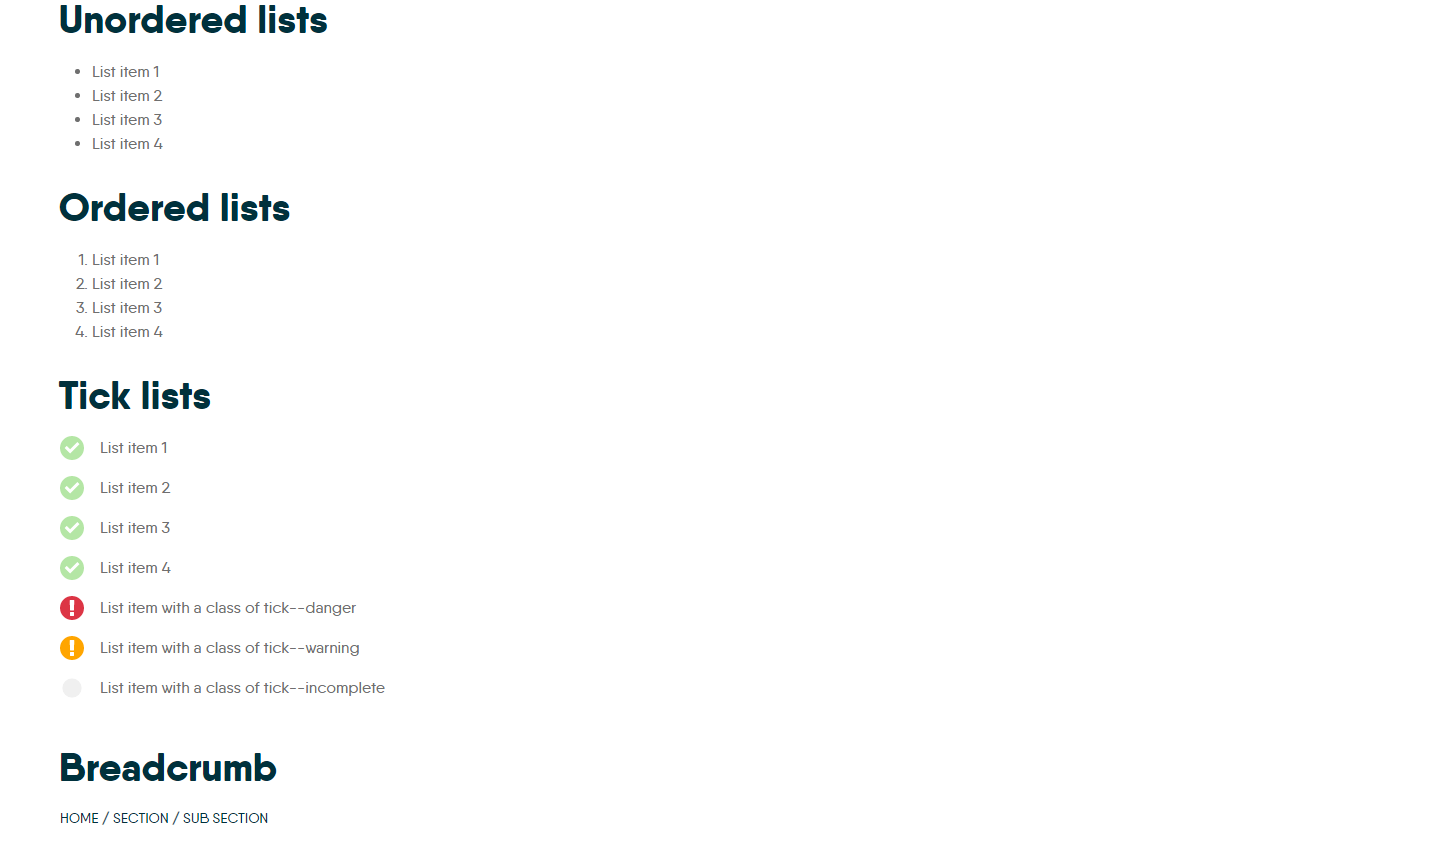 Unordered lists
• List item 1
• List item 2
• List item 3
• List item 4
Ordered lists
1. List item 1
2. List item 2
3. List item 3
4. List item 4
Tick lists
List item 1
List item 2
List item 3
List item 4
List item with a class of tick--danger
List item with a class of tick--warning
List item with a class of tick--incomplete
Breadcrumb
HOME / SECTION / SUB SECTION